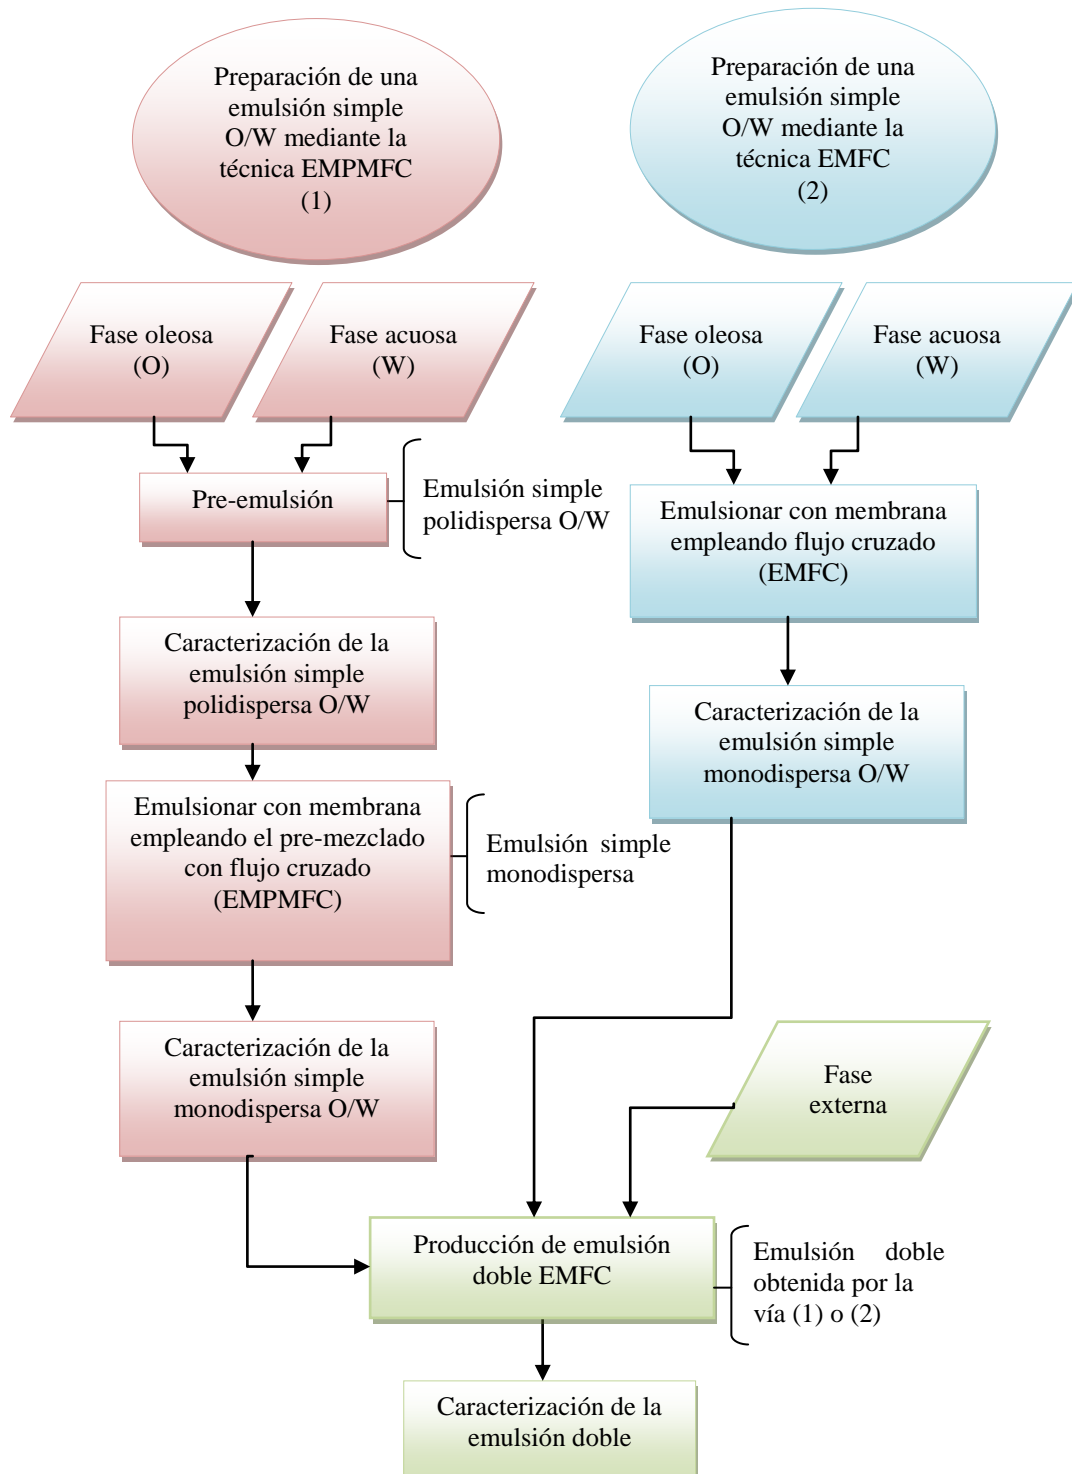 Preparación de una
emulsión simple
O/W mediante la
técnica EMPMFC
(1)
Preparación de una
emulsión simple
O/W mediante la
técnica EMFC
(2)
Fase oleosa
(O)
Fase acuosa
(W)
Fase oleosa
(O)
Fase acuosa
(W)
Pre-emulsión
Emulsión simple
polidispersa O/W
Emulsionar con membrana
empleando flujo cruzado
(EMFC)
Caracterización de la
emulsión simple
polidispersa O/W
Caracterización de la
emulsión simple
monodispersa O/W
Emulsionar con membrana
empleando el pre-mezclado
con flujo cruzado
(EMPMFC)
Emulsión simple
monodispersa
Caracterización de la
emulsión simple
monodispersa O/W
Fase
externa
Producción de emulsión
doble EMFC
Emulsión doble
obtenida por la
vía (1) o (2)
Caracterización de la
emulsión doble